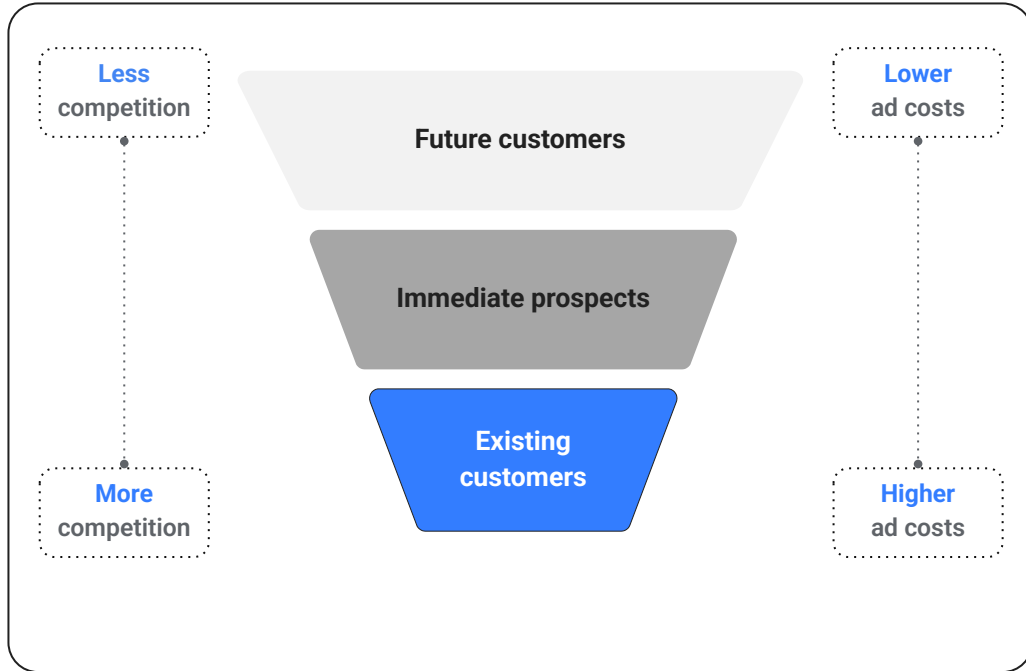 Less
competition
Future customers
Lower
ad costs
Immediate prospects
Existing
customers
More
competition
Higher
ad costs